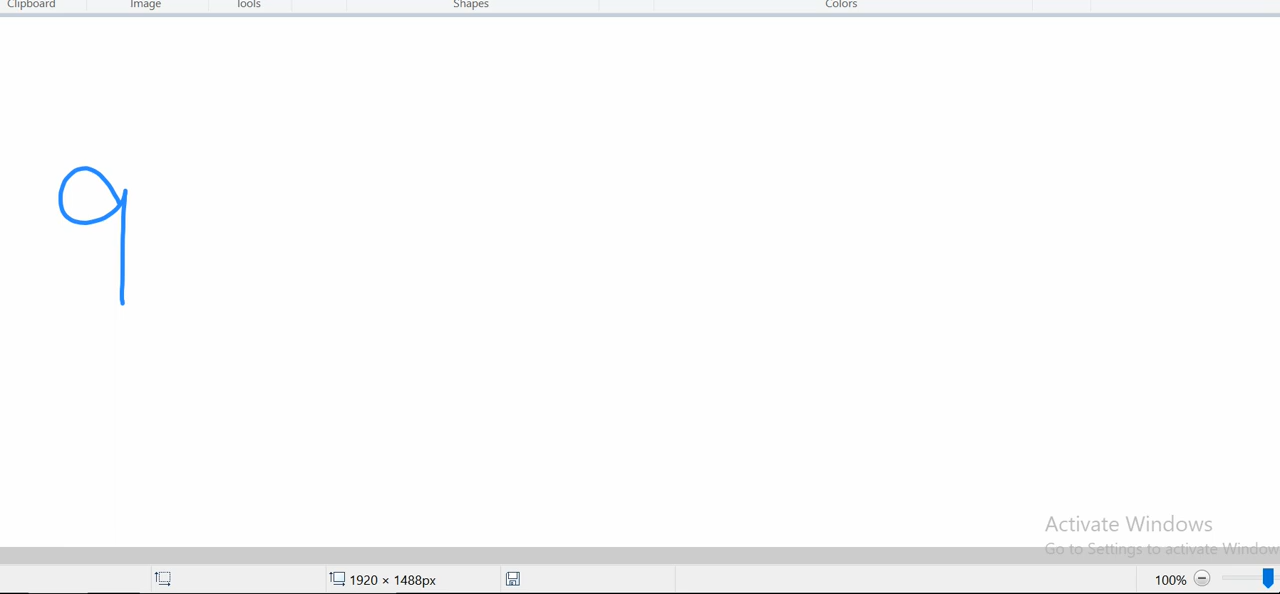 Clipboard Image Tools Shapes Colors
9
Activate Windows
Go to Settings to activate Window
1920 × 1488px 100%